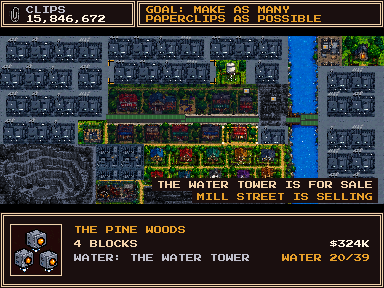 CLIPS
15,846,672
GOAL: MAKE AS MANY
PAPERCLIPS AS POSSIBLE
THE WATER TOWER IS FOR SALE
MILL STREET IS SELLING
THE PINE WOODS
4 BLOCKS
$324K
WATER: THE WATER TOWER
WATER 20/39